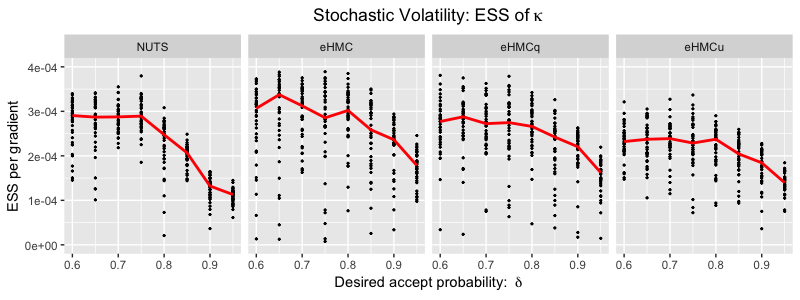 Stochastic Volatility: ESS of κ
NUTS eHMC eHMCq eHMCu
ESS per gradient
4e-04
3e-04
2e-04
1e-04
0e+00
0.6 0.7 0.8 0.9 0.6 0.7 0.8 0.9 0.6 0.7 0.8 0.9 0.6 0.7 0.8 0.9
Desired accept probability: δ